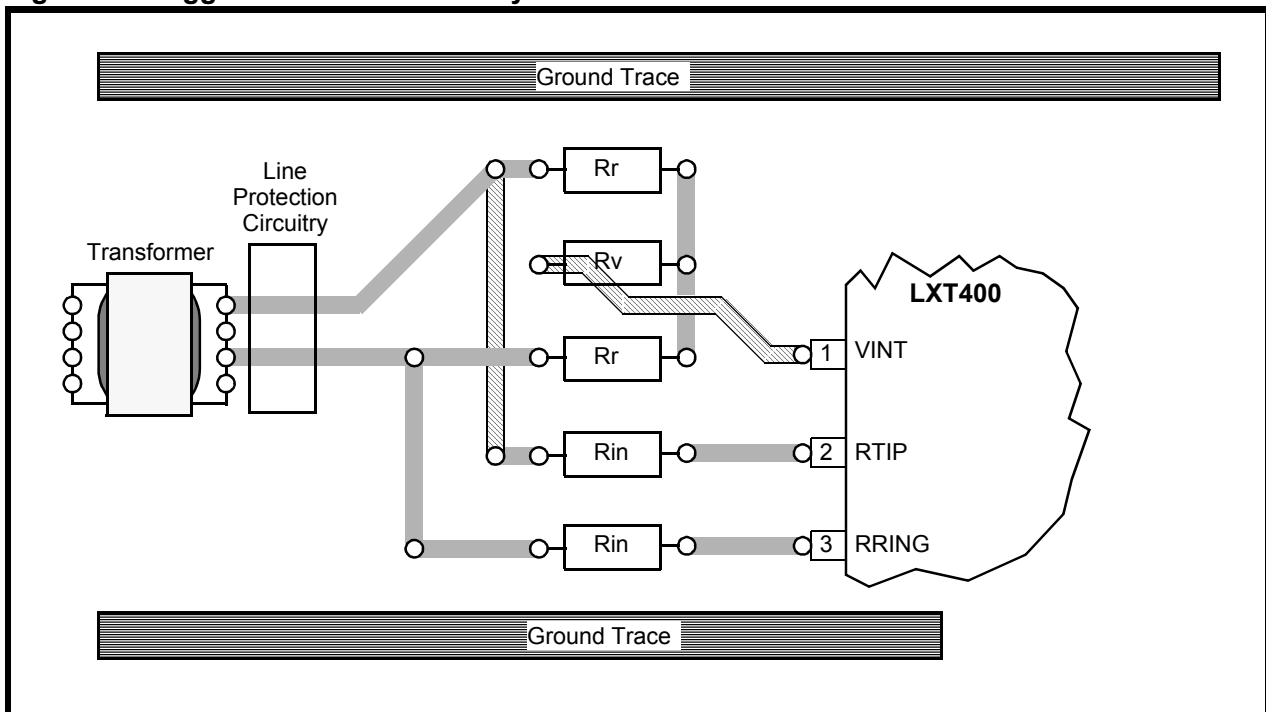 Ground Trace
Line
Protection
Circuitry
Transformer
Rr
Rv
LXT400
1 VINT
Rr
Rin
2 RTIP
Rin
3 RRING
Ground Trace